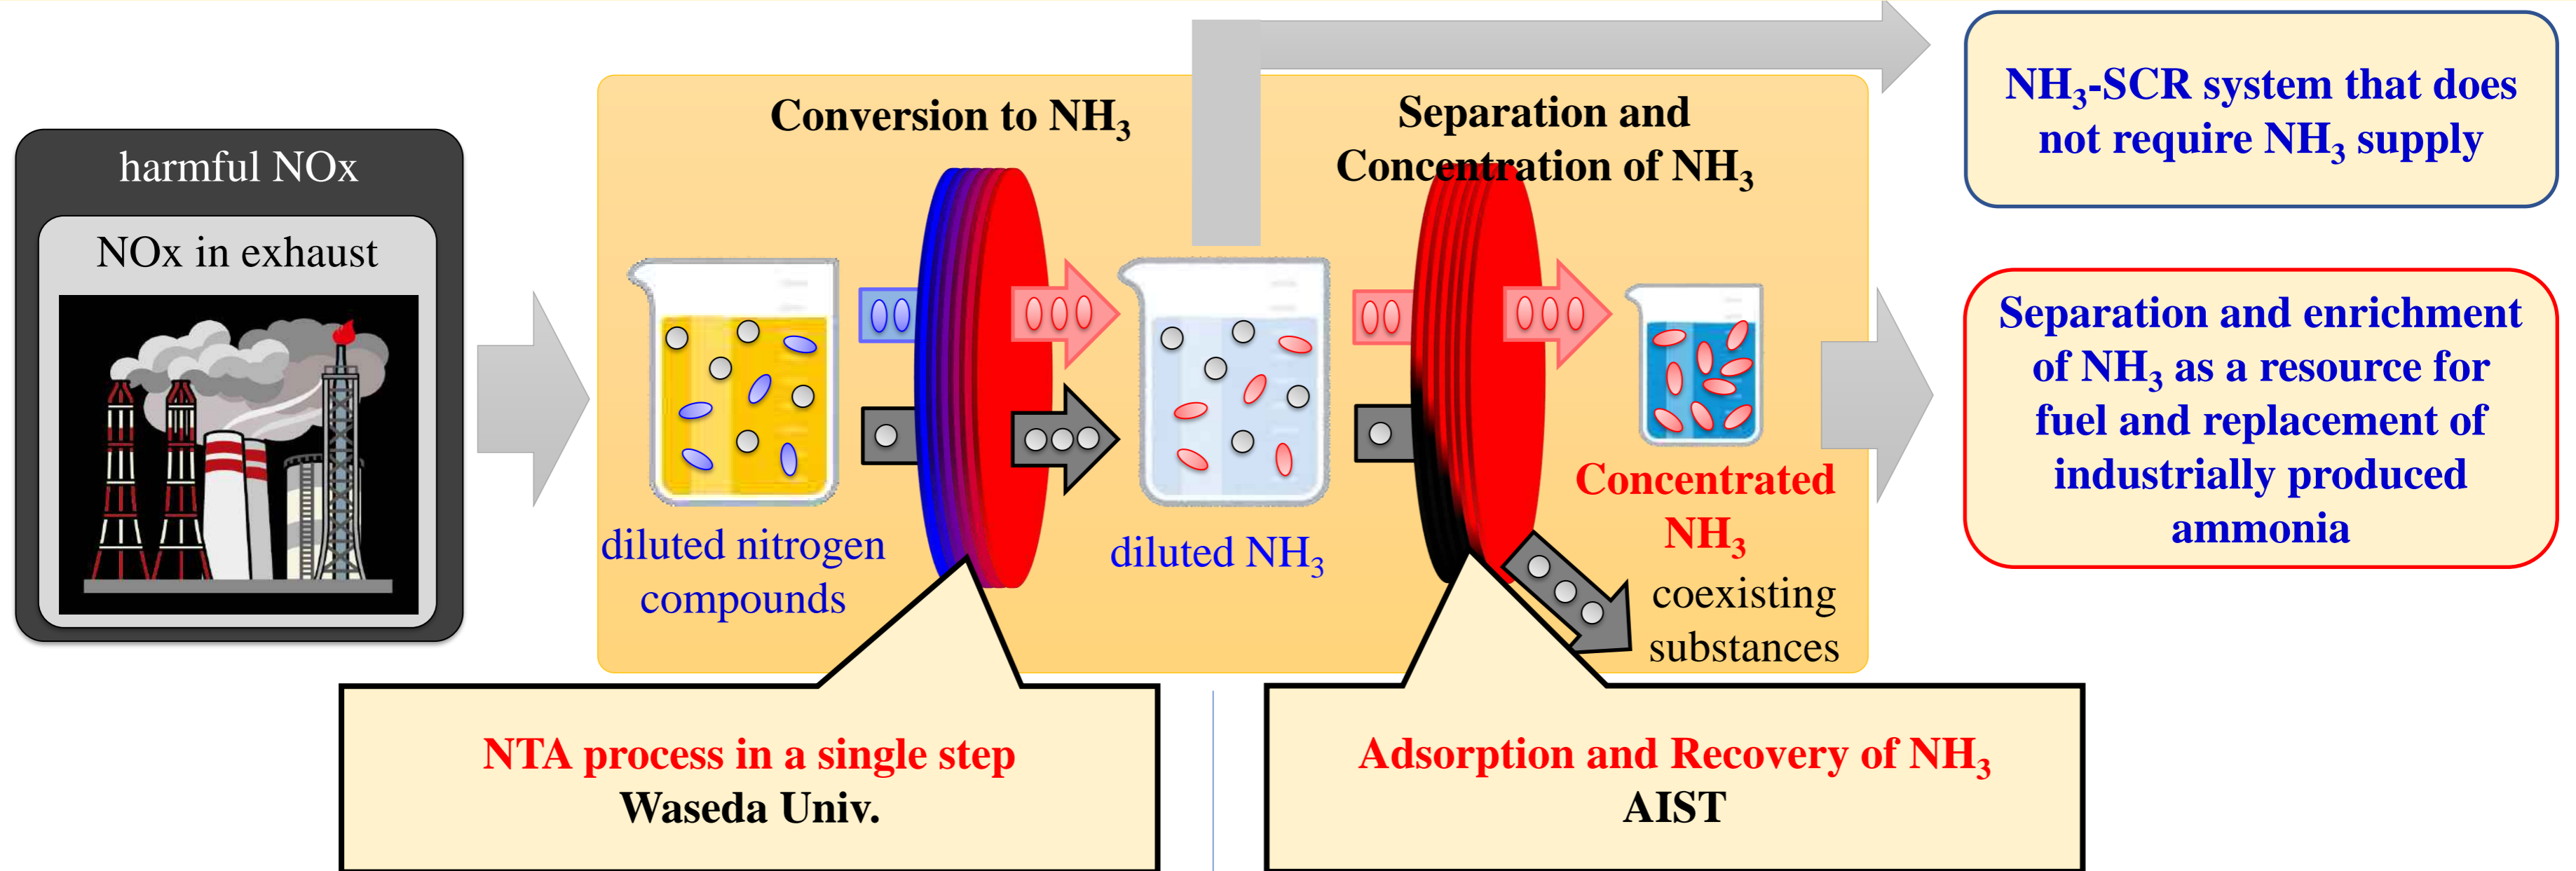 harmful NOx
NOx in exhaust
Conversion to NH₃
Separation and
Concentration of NH₃
diluted nitrogen
compounds
diluted NH₃
Concentrated
NH₃
coexisting
substances
NTA process in a single step
Waseda Univ.
Adsorption and Recovery of NH₃
AIST
NH₃-SCR system that does
not require NH₃ supply
Separation and enrichment
of NH₃ as a resource for
fuel and replacement of
industrially produced
ammonia